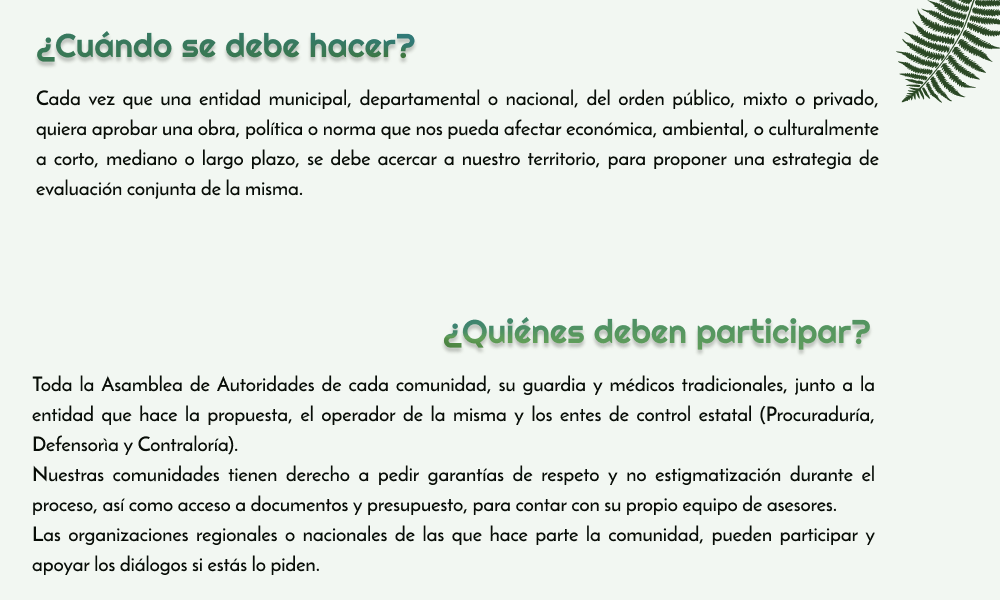 ¿Cuándo se debe hacer?
Cada vez que una entidad municipal, departamental o nacional, del orden público, mixto o privado,
quiera aprobar una obra, política o norma que nos pueda afectar económica, ambiental, o culturalmente
a corto, mediano o largo plazo, se debe acercar a nuestro territorio, para proponer una estrategia de
evaluación conjunta de la misma.
¿Quiénes deben participar?
Toda la Asamblea de Autoridades de cada comunidad, su guardia y médicos tradicionales, junto a la
entidad que hace la propuesta, el operador de la misma y los entes de control estatal (Procuraduría,
Defensorìa y Contraloría).
Nuestras comunidades tienen derecho a pedir garantías de respeto y no estigmatización durante el
proceso, así como acceso a documentos y presupuesto, para contar con su propio equipo de asesores.
Las organizaciones regionales o nacionales de las que hace parte la comunidad, pueden participar y
apoyar los diálogos si estás lo piden.